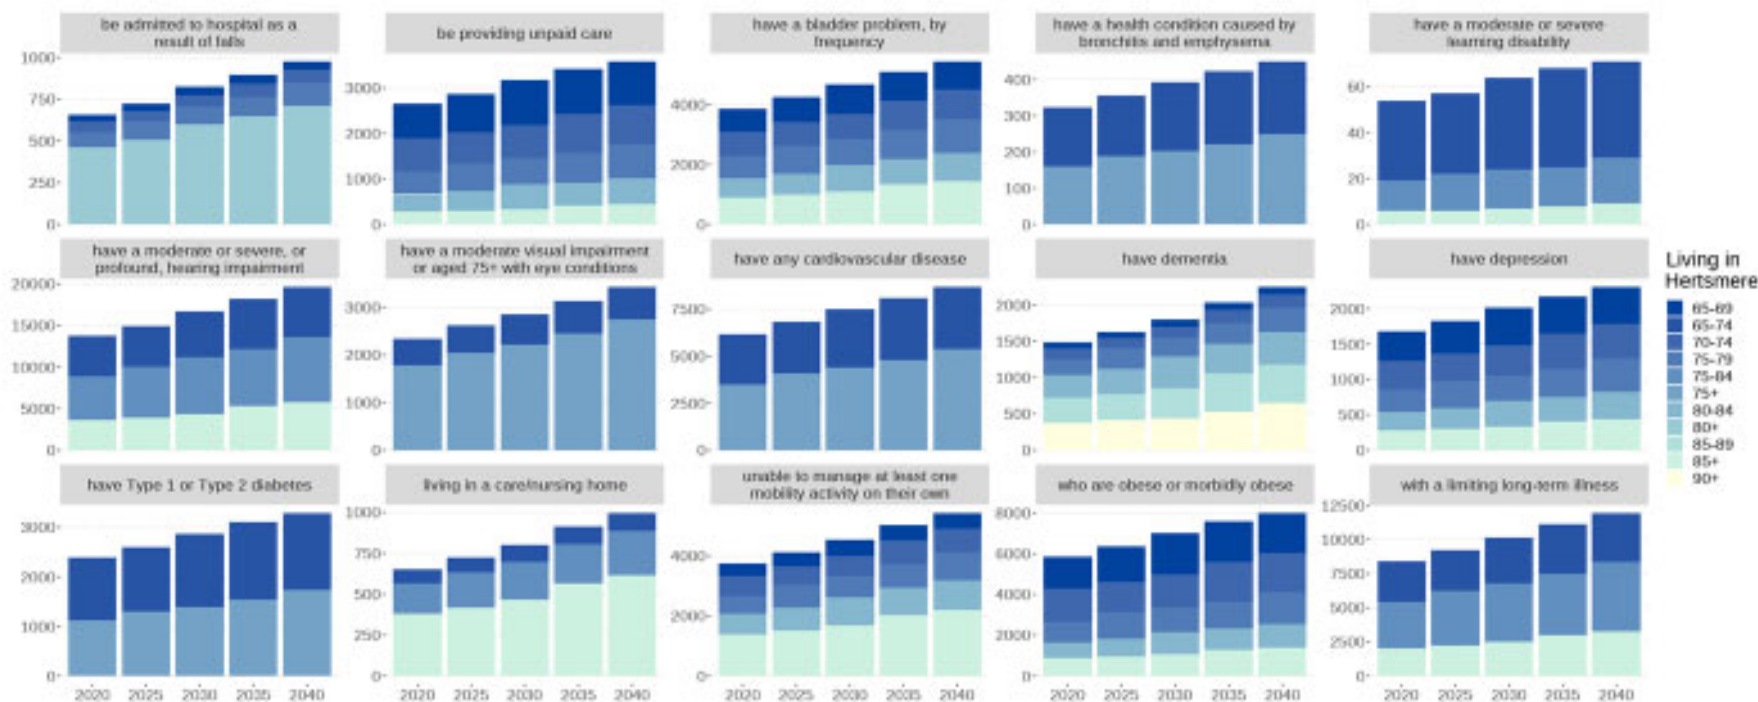 be admitted to hospital as a
result of falls
be providing unpaid care
have a bladder problem, by
frequency
have a health condition caused by
bronchitis and emphysema
have a moderate or severe
learning disability
1000
750
500
250
0
3000
2000
1000
0
4000
2000
0
400
300
200
100
0
60
40
20
0
have a moderate or severe, or
profound, hearing impairment
have a moderate visual impairment
or aged 75+ with eye conditions
have any cardiovascular disease
have dementia
have depression
20000
15000
10000
5000
0
3000
2000
1000
0
7500
5000
2500
0
2000
1500
1000
500
0
2000
1500
1000
500
0
have Type 1 or Type 2 diabetes
living in a care/nursing home
unable to manage at least one
mobility activity on their own
who are obese or morbidly obese
with a limiting long-term illness
3000
2000
1000
0
1000
750
500
250
0
4000
2000
0
8000
6000
4000
2000
0
12500
10000
7500
5000
2500
0
2020 2025 2030 2035 2040
2020 2025 2030 2035 2040
2020 2025 2030 2035 2040
2020 2025 2030 2035 2040
2020 2025 2030 2035 2040
Living in
Hertsmere
65-69
65-74
70-74
75-79
75-84
75+
80-84
80+
85-89
85+
90+